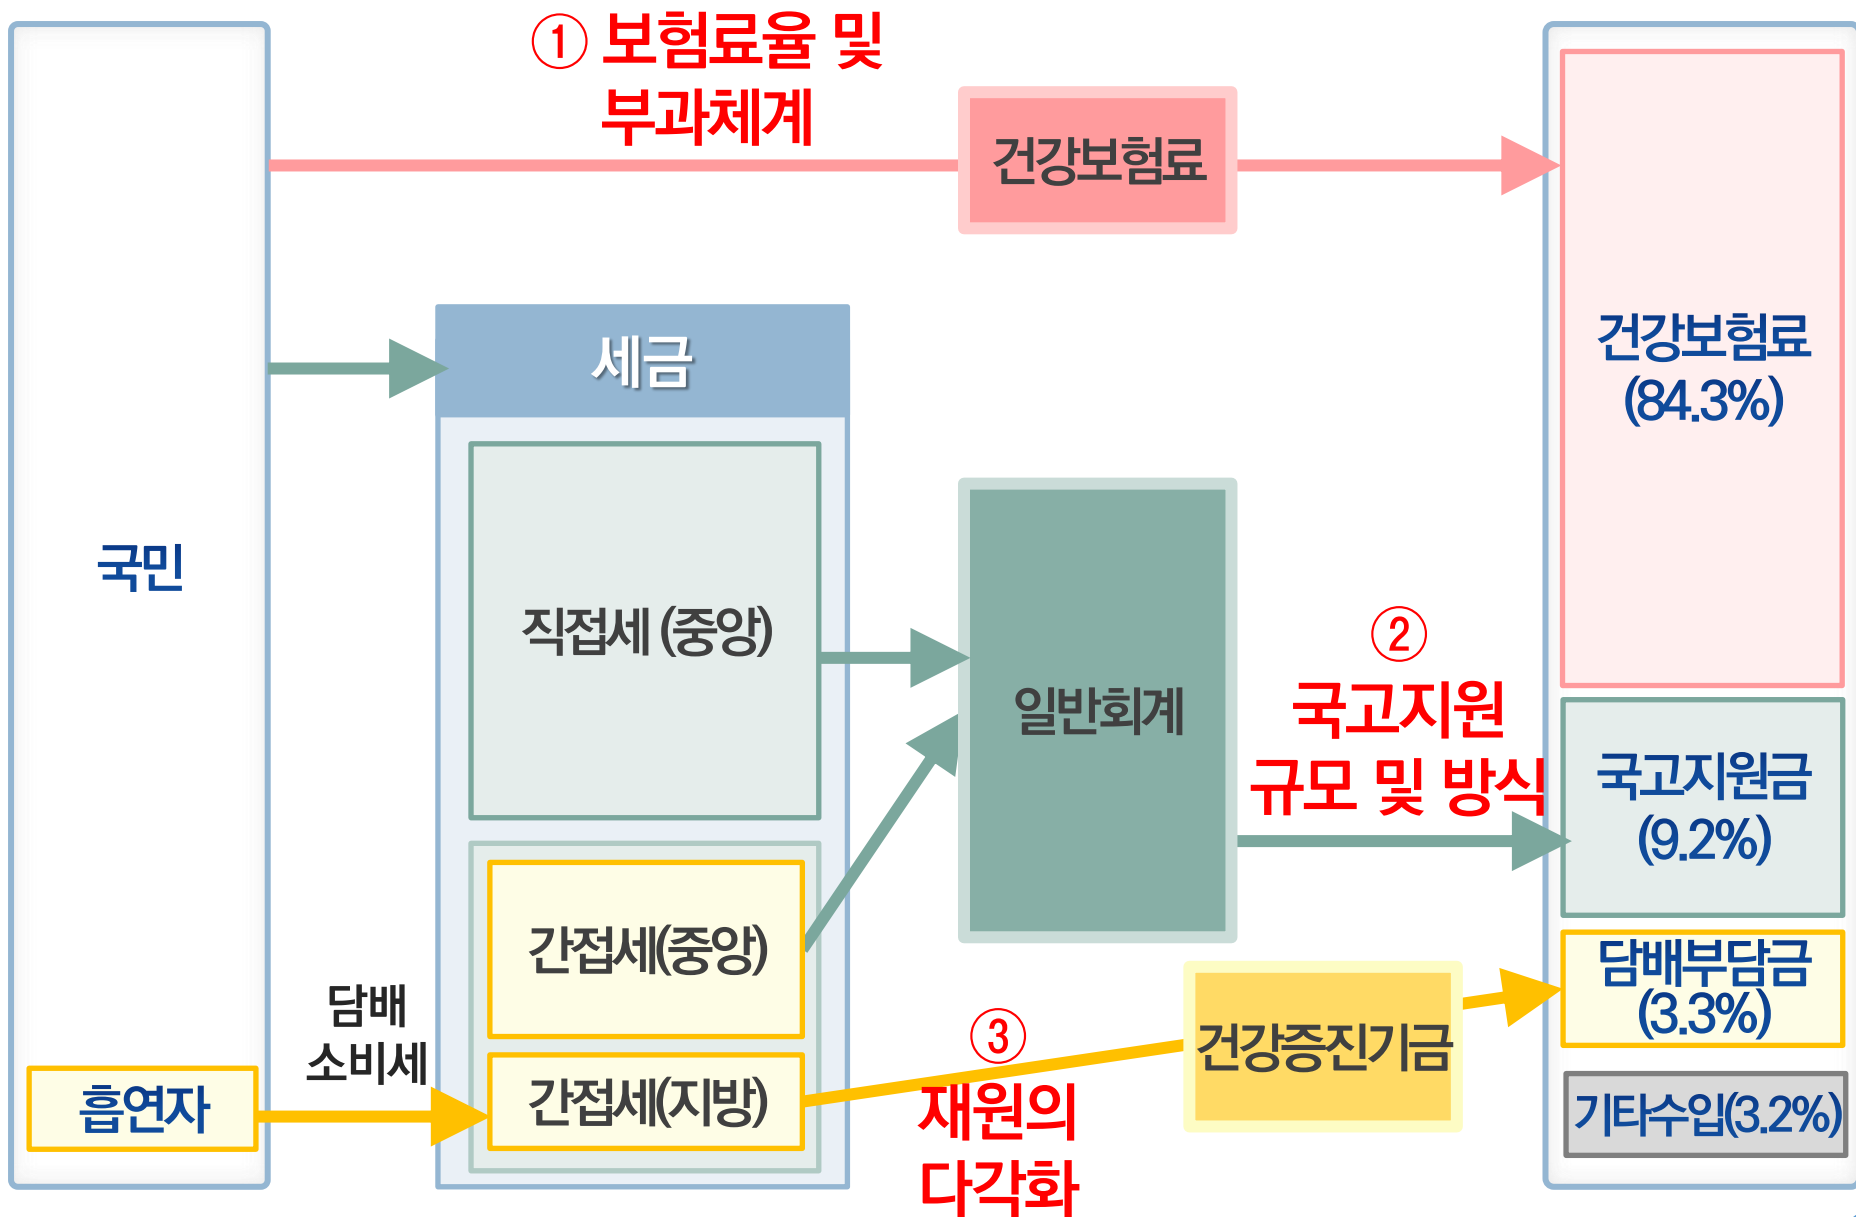 ① 보험료율 및
부과체계
건강보험료
세금
국민
직접세 (중앙)
간접세(중앙)
간접세(지방)
담배
소비세
흡연자
일반회계
②
국고지원
규모 및 방식
③
재원의
다각화
건강증진기금
건강보험료
(84.3%)
국고지원금
(9.2%)
담배부담금
(3.3%)
기타수입(3.2%)